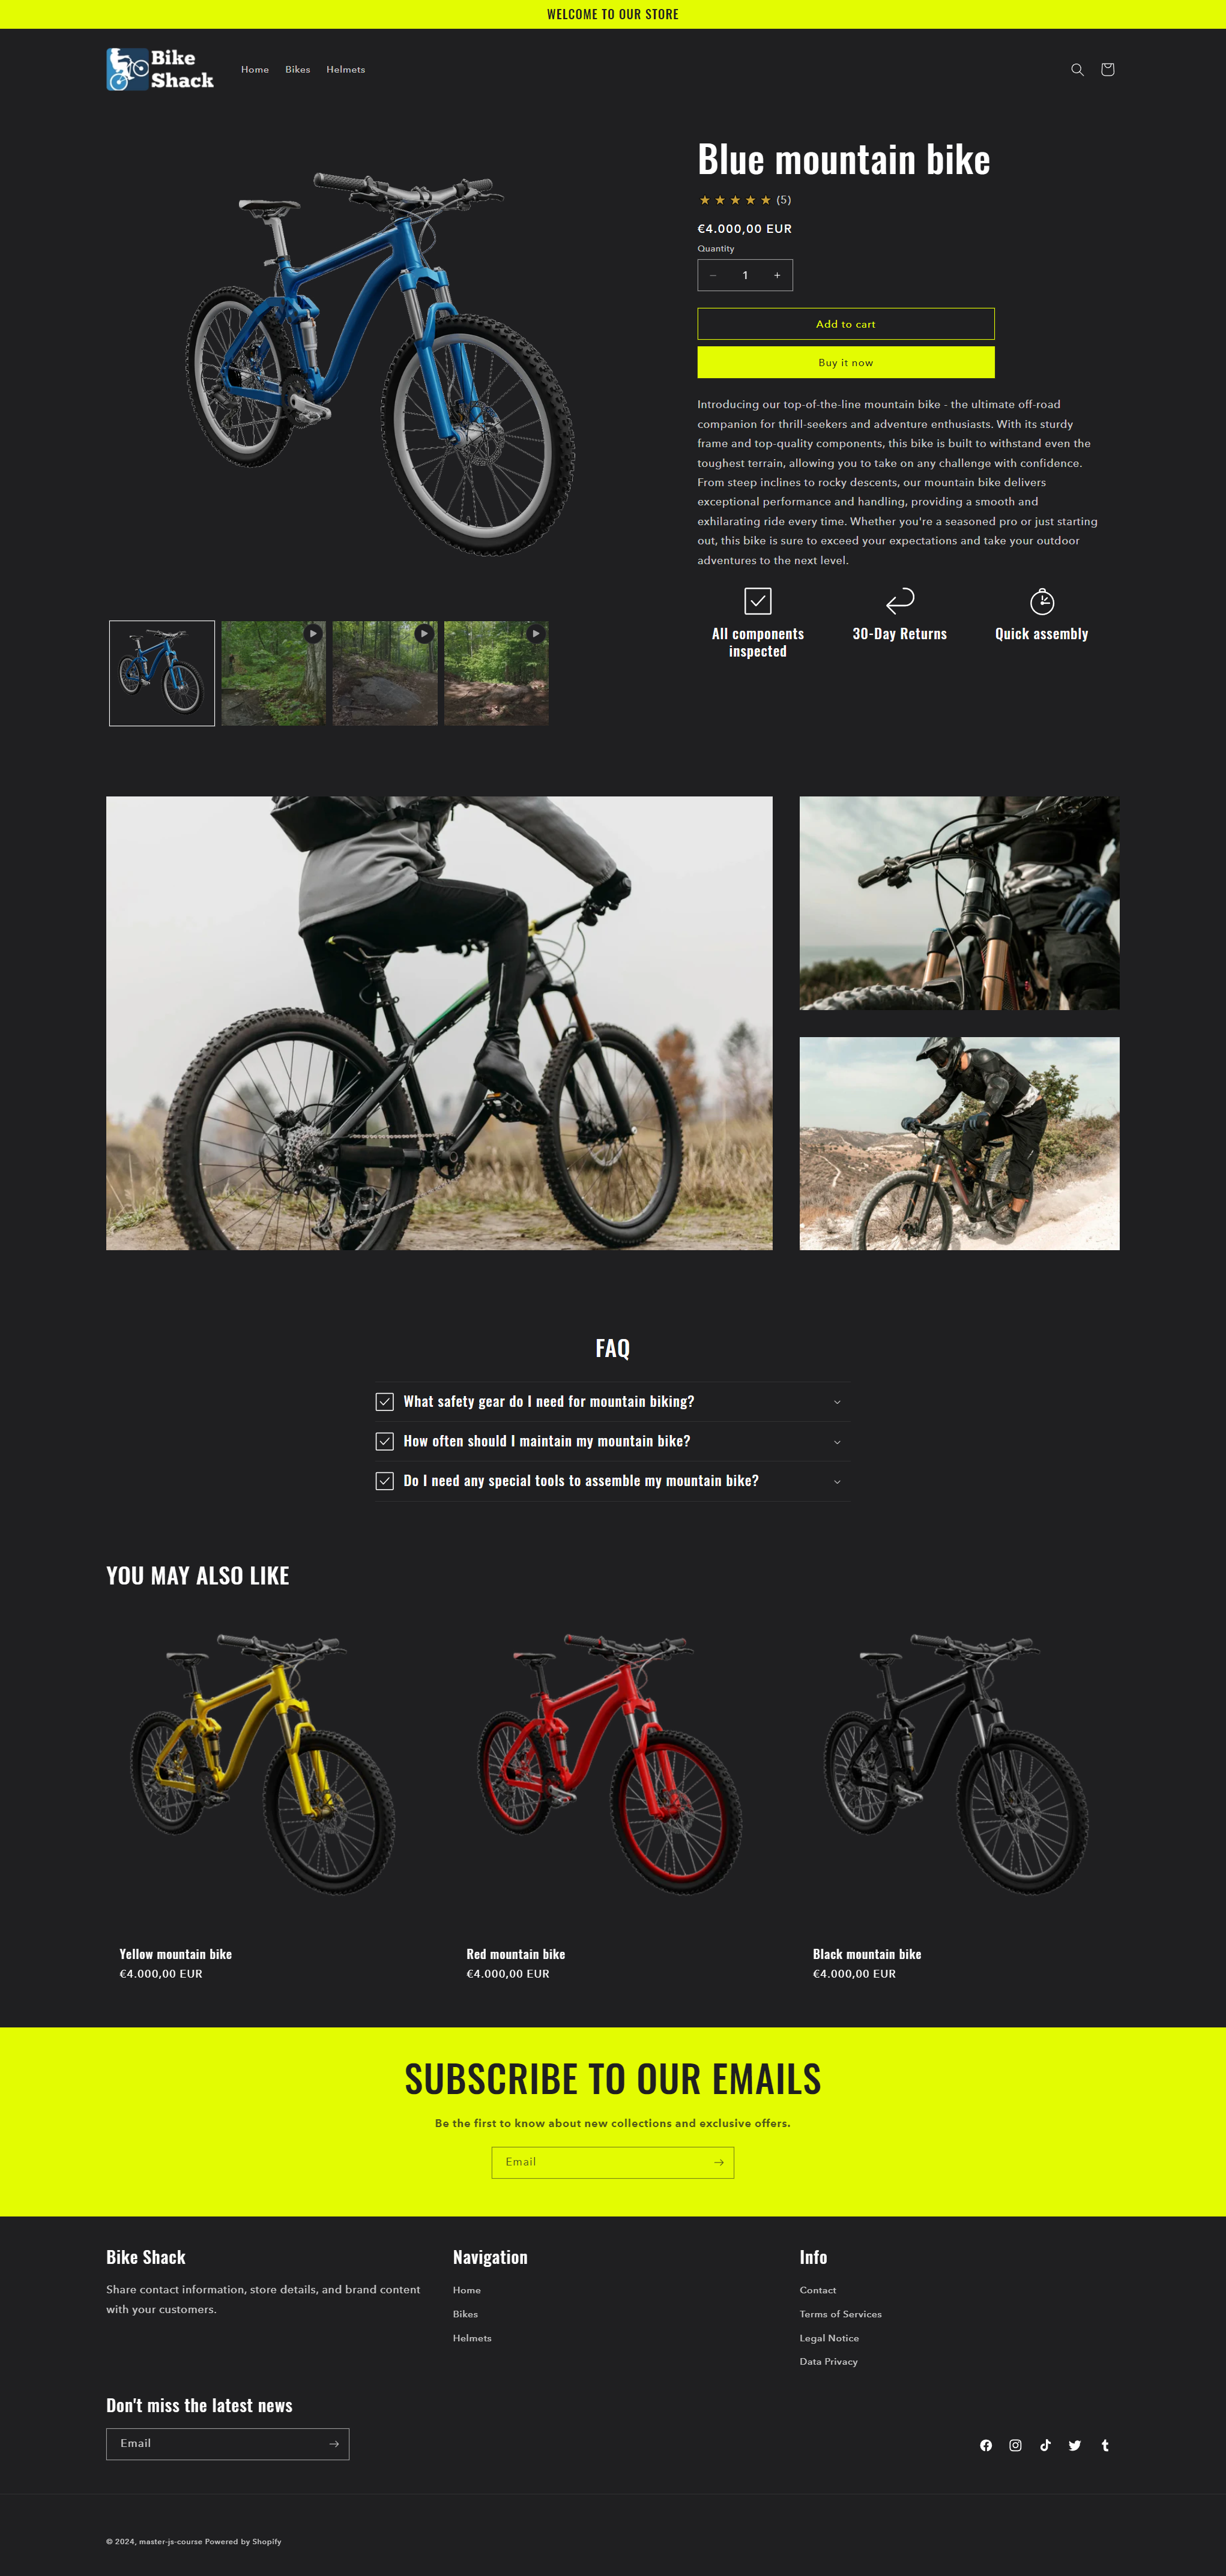 WELCOME TO OUR STORE
Bike
Shack
Home Bikes Helmets
Blue mountain bike
★ ★ ★ ★ ★ (5)
€4.000,00 EUR
Quantity
− 1 +
Add to cart
Buy it now
Introducing our top-of-the-line mountain bike - the ultimate off-road
companion for thrill-seekers and adventure enthusiasts. With its sturdy
frame and top-quality components, this bike is built to withstand even the
toughest terrain, allowing you to take on any challenge with confidence.
From steep inclines to rocky descents, our mountain bike delivers
exceptional performance and handling, providing a smooth and
exhilarating ride every time. Whether you're a seasoned pro or just starting
out, this bike is sure to exceed your expectations and take your outdoor
adventures to the next level.
All components
inspected
30-Day Returns
Quick assembly
FAQ
What safety gear do I need for mountain biking?
How often should I maintain my mountain bike?
Do I need any special tools to assemble my mountain bike?
YOU MAY ALSO LIKE
Yellow mountain bike
€4.000,00 EUR
Red mountain bike
€4.000,00 EUR
Black mountain bike
€4.000,00 EUR
SUBSCRIBE TO OUR EMAILS
Be the first to know about new collections and exclusive offers.
Email
Bike Shack
Share contact information, store details, and brand content
with your customers.
Navigation
Home
Bikes
Helmets
Info
Contact
Terms of Services
Legal Notice
Data Privacy
Don't miss the latest news
Email
© 2024, master-js-course Powered by Shopify